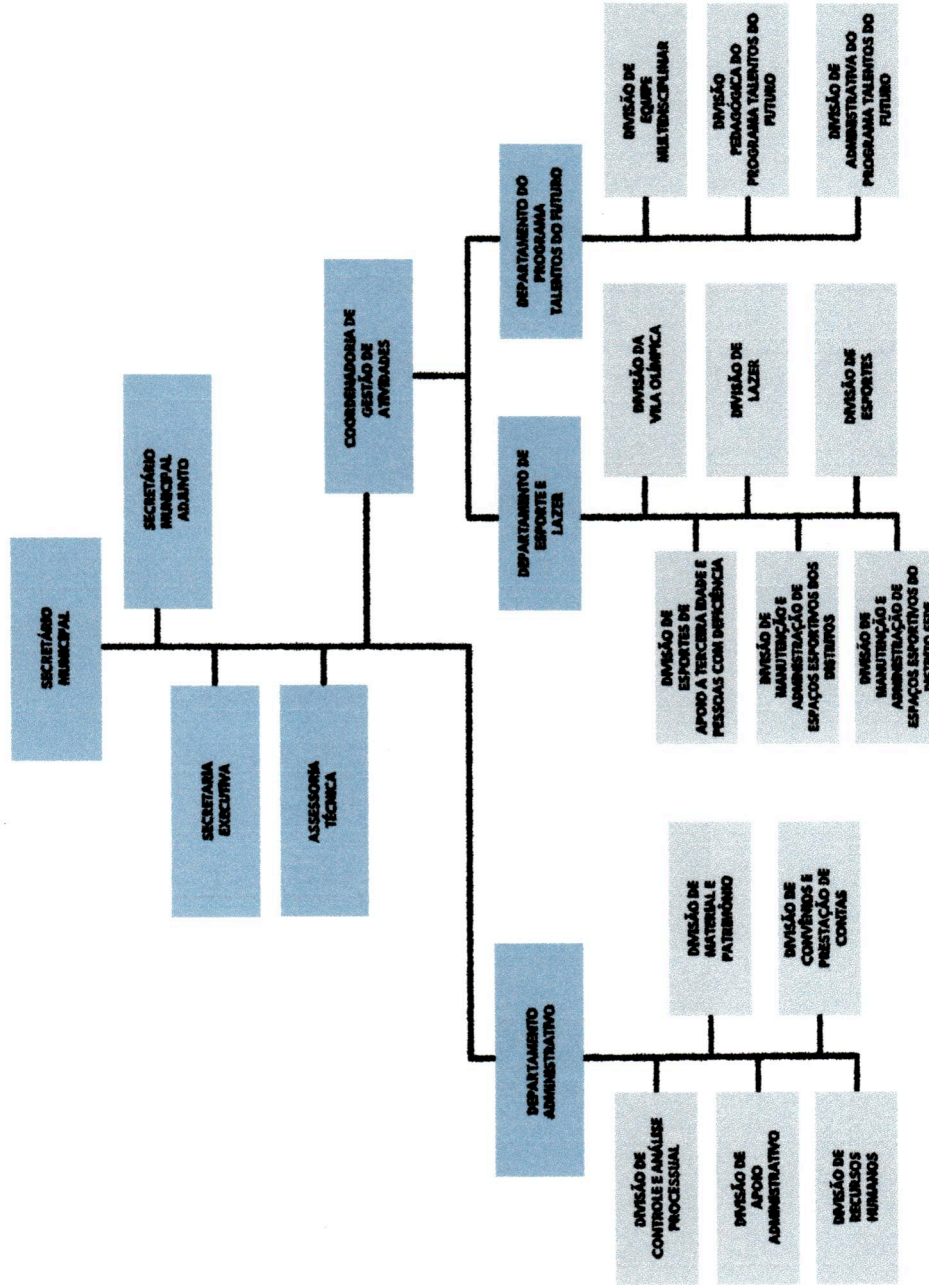 SECRETÁRIO
MUNICIPAL
SECRETÁRIO
MUNICIPAL
ADJUNTO
SECRETARIA
EXECUTIVA
ASSESSORIA
TÉCNICA
COORDENADORIA DE
GESTÃO DE
ATIVIDADES
DEPARTAMENTO
ADMINISTRATIVO
DEPARTAMENTO DE
ESPORTE E
LAZER
DEPARTAMENTO DO
PROGRAMA
TALENTOS DO FUTURO
DIVISÃO DE
CONTROLE E ANÁLISE
PROCESSUAL
DIVISÃO DE
MATERIAL E
PATRIMÔNIO
DIVISÃO DE
APOIO
ADMINISTRATIVO
DIVISÃO DE
CONVÊNIOS E
PRESTAÇÃO DE
CONTAS
DIVISÃO DE
RECURSOS
HUMANOS
DIVISÃO DE
ESPORTES DE
APOIO A TERCEIRA IDADE E
PESSOAS COM DEFICIÊNCIA
DIVISÃO DA
VILA OLÍMPICA
DIVISÃO DE
MANUTENÇÃO E
ADMINISTRAÇÃO DE
ESPAÇOS ESPORTIVOS DOS
DISTRITOS
DIVISÃO DE
LAZER
DIVISÃO DE
MANUTENÇÃO E
ADMINISTRAÇÃO DE
ESPAÇOS ESPORTIVOS DO
DIVISÃO DE
ESPORTES
DIVISÃO DE
EQUIPE
MULTIDISCIPLINAR
DIVISÃO
PEDAGÓGICA DO
PROGRAMA TALENTOS DO
FUTURO
DIVISÃO DE
ADMINISTRATIVA DO
PROGRAMA TALENTOS DO
FUTURO